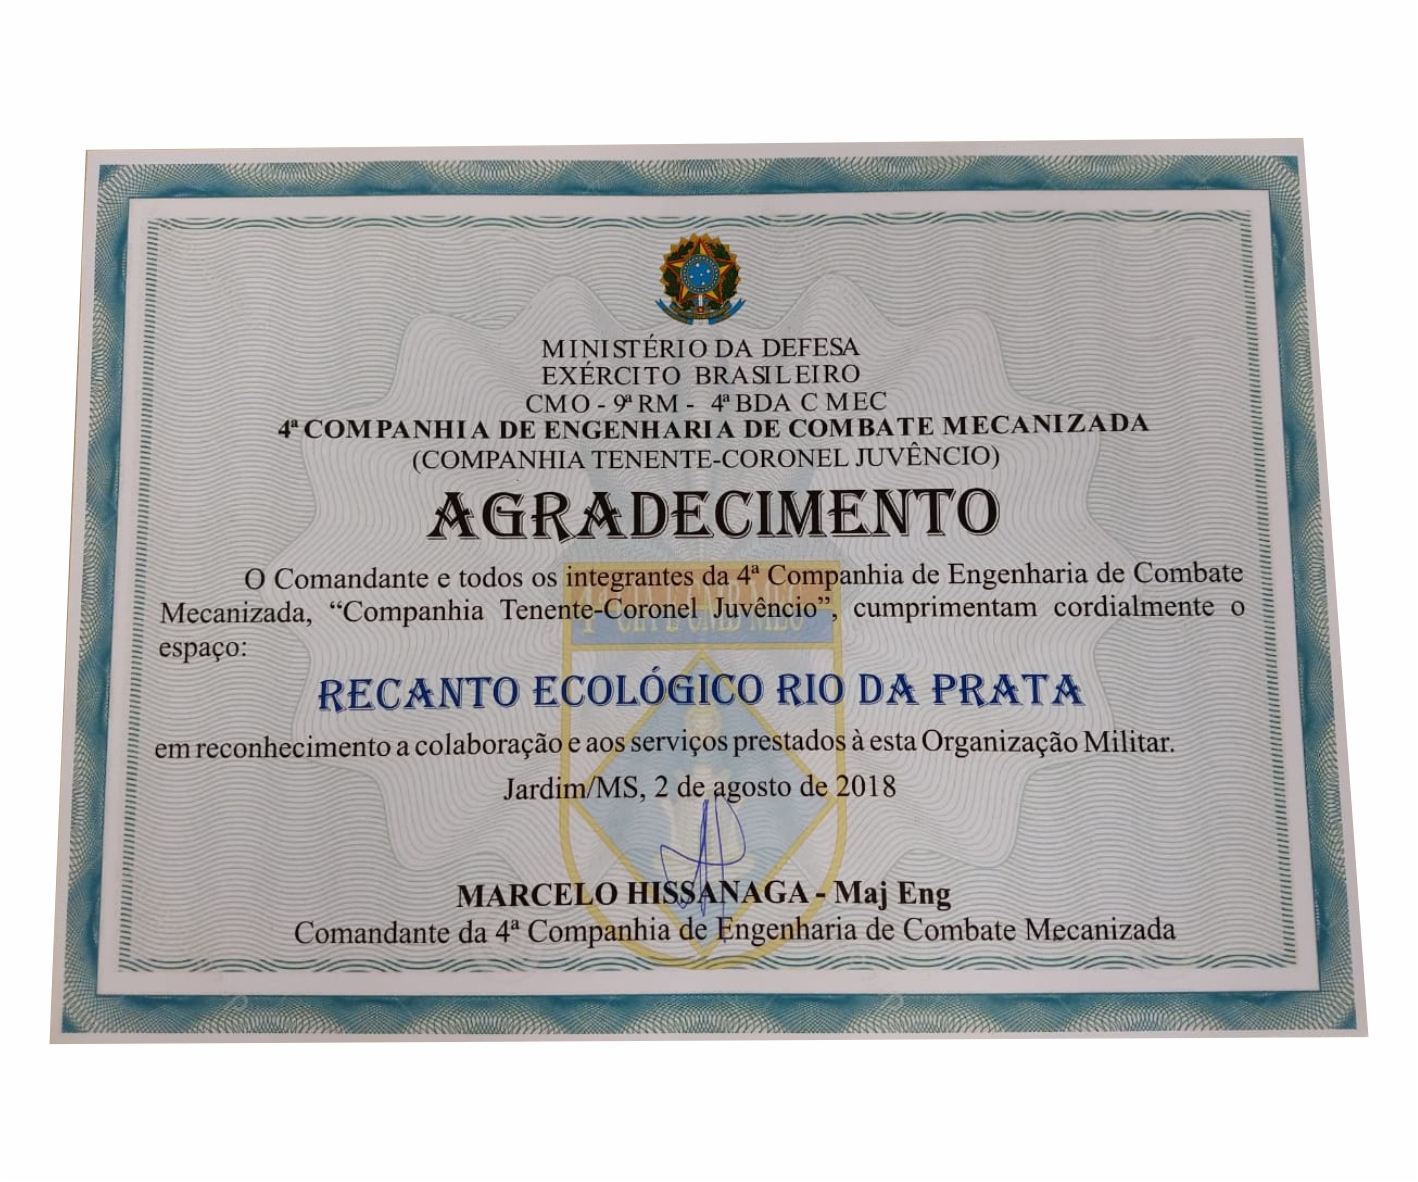 MINISTÉRIO DA DEFESA
EXÉRCITO BRASILEIRO
CMO - 9ª RM - 4ª BDA C MEC
4ª COMPANHIA DE ENGENHARIA DE COMBATE MECANIZADA
(COMPANHIA TENENTE-CORONEL JUVÊNCIO)
AGRADECIMENTO
O Comandante e todos os integrantes da 4ª Companhia de Engenharia de Combate
Mecanizada, “Companhia Tenente-Coronel Juvêncio”, cumprimentam cordialmente o
espaço:
RECANTO ECOLÓGICO RIO DA PRATA
em reconhecimento a colaboração e aos serviços prestados à esta Organização Militar.
Jardim/MS, 2 de agosto de 2018
MARCELO HISSANAGA - Maj Eng
Comandante da 4ª Companhia de Engenharia de Combate Mecanizada